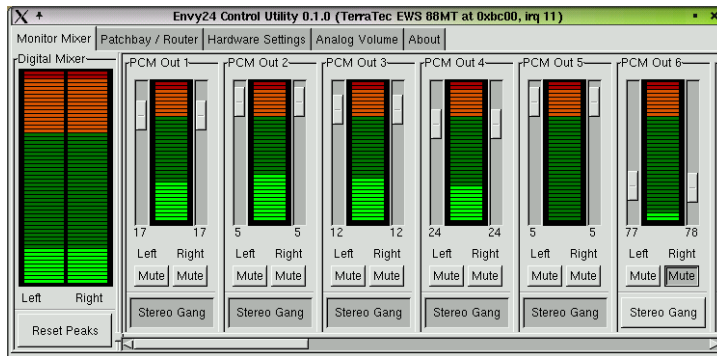 Envy24 Control Utility 0.1.0 (TerraTec EWS 88MT at 0xbc00, irq 11)
Monitor Mixer Patchbay / Router Hardware Settings Analog Volume About
Digital Mixer PCM Out 1 PCM Out 2 PCM Out 3 PCM Out 4 PCM Out 5 PCM Out 6
17 17 5 5 12 12 24 24 5 5 77 78
Left Right Left Right Left Right Left Right Left Right Left Right
Mute Mute Mute Mute Mute Mute Mute Mute Mute Mute Mute Mute
Left Right
Stereo Gang Stereo Gang Stereo Gang Stereo Gang Stereo Gang Stereo Gang
Reset Peaks